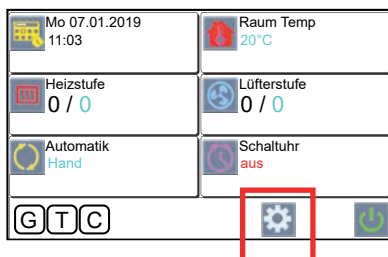 Mo 07.01.2019
11:03
Raum Temp
20°C
Heizstufe
0 / 0
Lüfterstufe
0 / 0
Automatik
Hand
Schaltuhr
aus
G T C